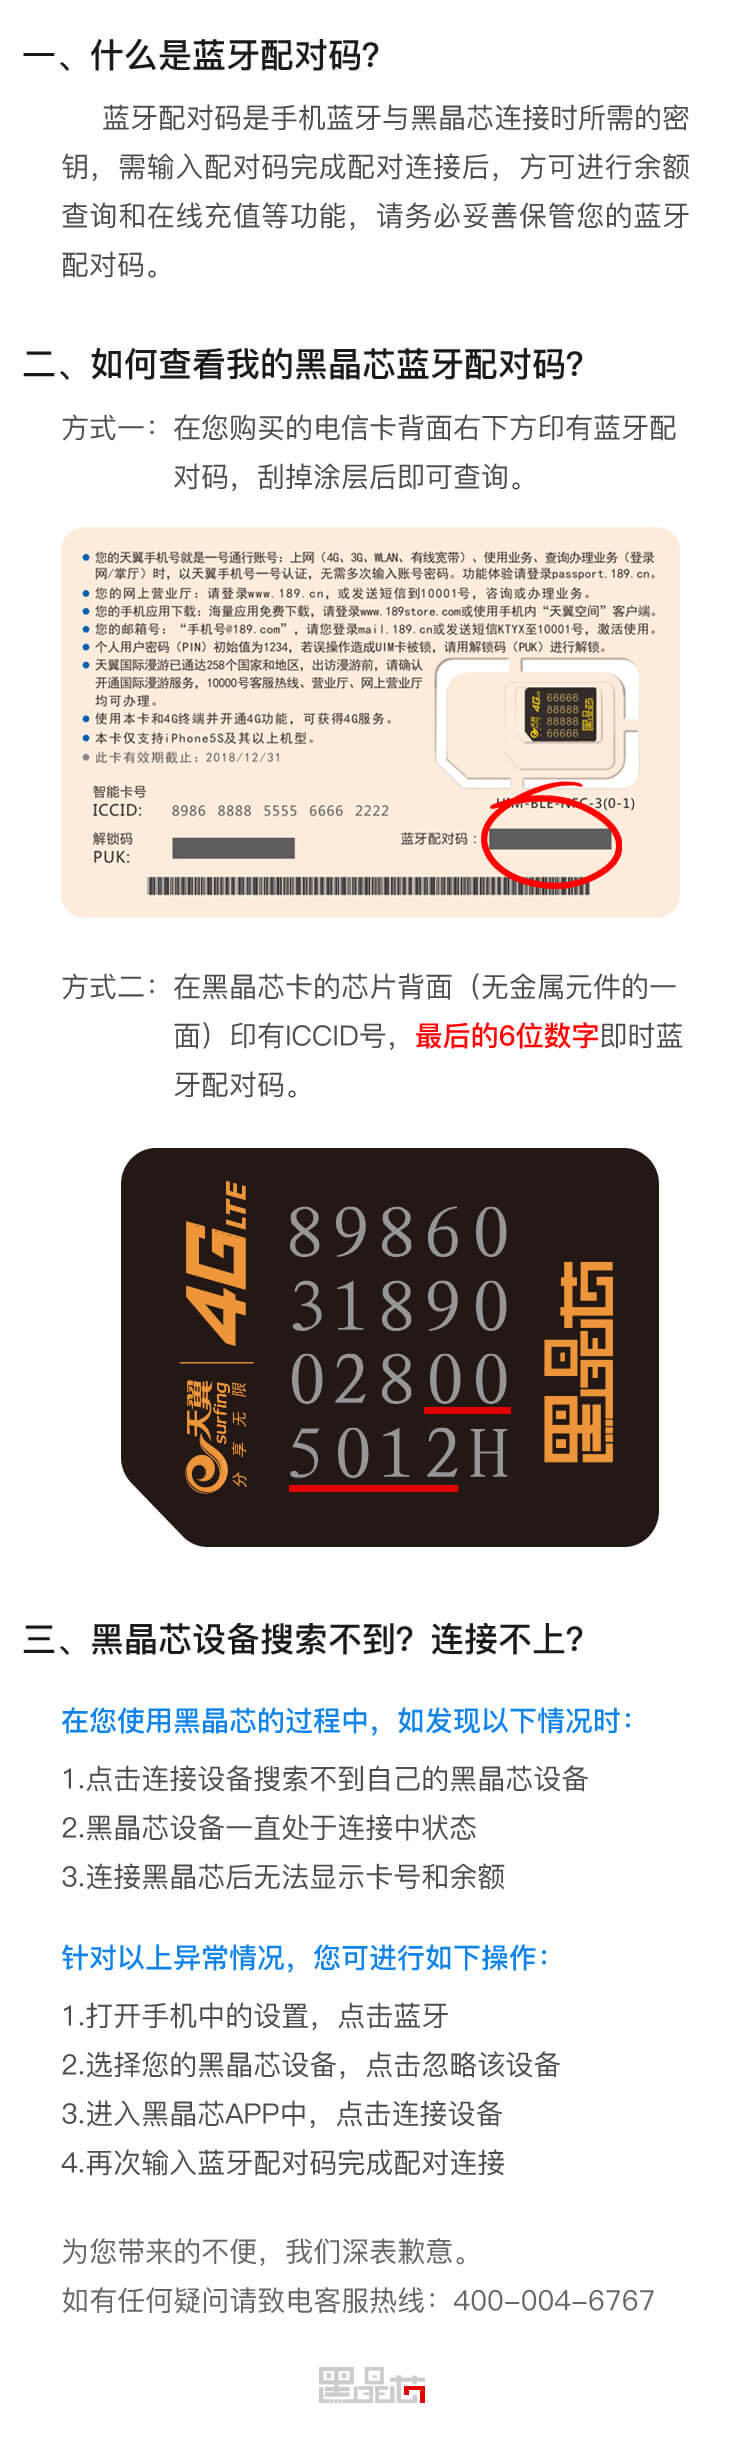 一、什么是蓝牙配对码?
蓝牙配对码是手机蓝牙与黑晶芯连接时所需的密
钥，需输入配对码完成配对连接后，方可进行余额
查询和在线充值等功能，请务必妥善保管您的蓝牙
配对码。
二、如何查看我的黑晶芯蓝牙配对码?
方式一：在您购买的电信卡背面右下方印有蓝牙配
对码，刮掉涂层后即可查询。
● 您的天翼手机号就是一号通行账号：上网（4G、3G、WLAN、有线宽带）、使用业务、查询办理业务（登录
网/掌厅）时，以天翼手机号一号认证，无需多次输入账号密码。功能体验请登录passport.189.cn。
● 您的网上营业厅：请登录www.189.cn，或发送短信到10001号，咨询或办理业务。
● 您的手机应用下载：海量应用免费下载，请登录www.189store.com或使用手机内“天翼空间”客户端。
● 您的邮箱号：“手机号@189.com”，请您登录mail.189.cn或发送短信KTYX至10001号，激活使用。
● 个人用户密码（PIN）初始值为1234，若误操作造成UIM卡被锁，请用解锁码（PUK）进行解锁。
● 天翼国际漫游已通达258个国家和地区，出访漫游前，请确认
开通国际漫游服务，10000号客服热线、营业厅、网上营业厅
均可办理。
● 使用本卡和4G终端并开通4G功能，可获得4G服务。
● 本卡仅支持iPhone5S及其以上机型。
● 此卡有效期截止：2018/12/31
4G
66666
88888
88888
66666
黑晶芯
智能卡号
ICCID: 8986 8888 5555 6666 2222
UIM-BLE-NFC-3(0-1)
解锁码
PUK:
蓝牙配对码：
方式二：在黑晶芯卡的芯片背面（无金属元件的一
面）印有ICCID号，最后的6位数字即时蓝
牙配对码。
4G LTE
天翼
surfing
分享无限
89860
31890
02800
5012H
黑晶芯
三、黑晶芯设备搜索不到? 连接不上?
在您使用黑晶芯的过程中，如发现以下情况时：
1.点击连接设备搜索不到自己的黑晶芯设备
2.黑晶芯设备一直处于连接中状态
3.连接黑晶芯后无法显示卡号和余额
针对以上异常情况，您可进行如下操作：
1.打开手机中的设置，点击蓝牙
2.选择您的黑晶芯设备，点击忽略该设备
3.进入黑晶芯APP中，点击连接设备
4.再次输入蓝牙配对码完成配对连接
为您带来的不便，我们深表歉意。
如有任何疑问请致电客服热线：400-004-6767
黑晶芯